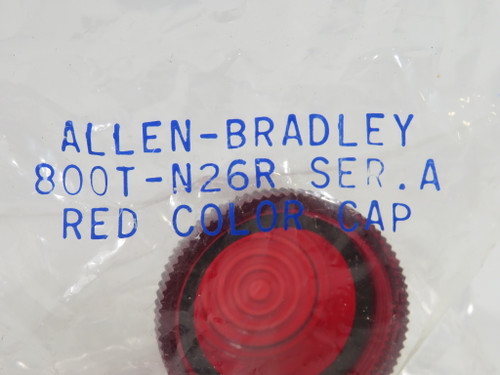 ALLEN-BRADLEY
800T-N26R SER.A
RED COLOR CAP